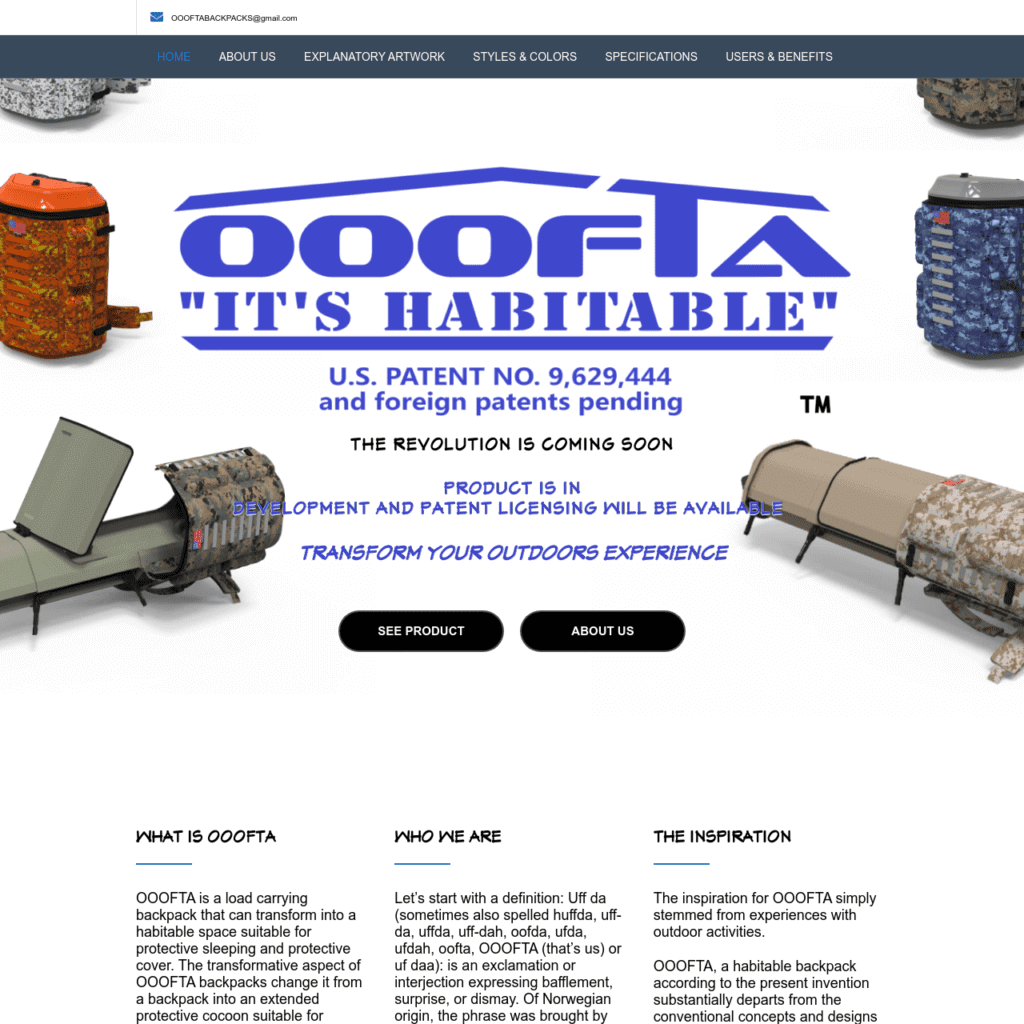 OOOFTABACKPACKS@gmail.com
HOME ABOUT US EXPLANATORY ARTWORK STYLES & COLORS SPECIFICATIONS USERS & BENEFITS
OOOFTA
"IT'S HABITABLE"
U.S. PATENT NO. 9,629,444
and foreign patents pending
TM
THE REVOLUTION IS COMING SOON
PRODUCT IS IN
DEVELOPMENT AND PATENT LICENSING WILL BE AVAILABLE
TRANSFORM YOUR OUTDOORS EXPERIENCE
SEE PRODUCT ABOUT US
WHAT IS OOOFTA
OOOFTA is a load carrying
backpack that can transform into a
habitable space suitable for
protective sleeping and protective
cover. The transformative aspect of
OOOFTA backpacks change it from
a backpack into an extended
protective cocoon suitable for
WHO WE ARE
Let’s start with a definition: Uff da
(sometimes also spelled huffda, uff-
da, uffda, uff-dah, oofda, ufda,
ufdah, oofta, OOOFTA (that’s us) or
uf daa): is an exclamation or
interjection expressing bafflement,
surprise, or dismay. Of Norwegian
origin, the phrase was brought by
THE INSPIRATION
The inspiration for OOOFTA simply
stemmed from experiences with
outdoor activities.
OOOFTA, a habitable backpack
according to the present invention
substantially departs from the
conventional concepts and designs